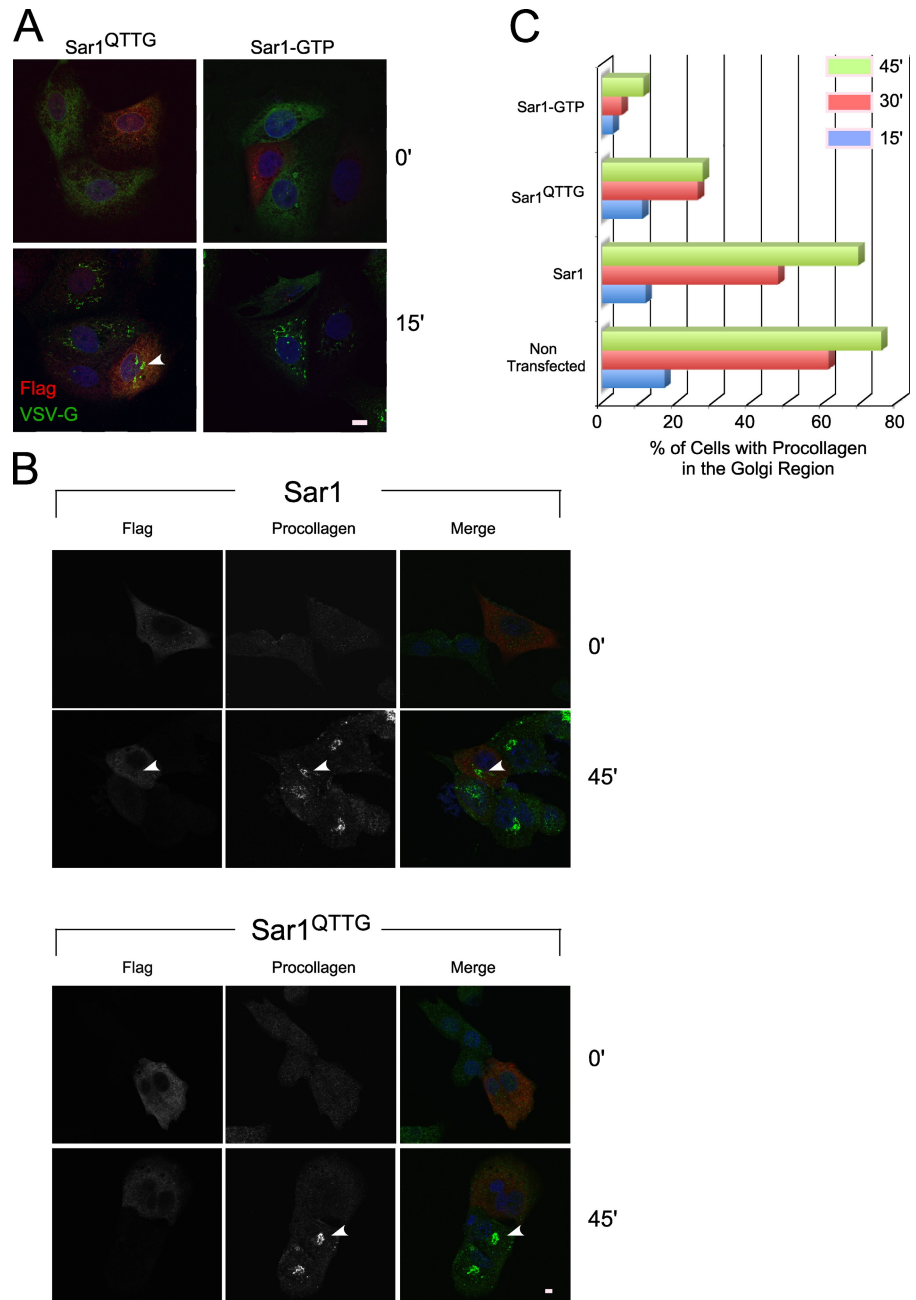 A
Sar1QTTG
Sar1-GTP
0'
15'
Flag
VSV-G
C
45'
30'
15'
Sar1-GTP
Sar1QTTG
Sar1
Non
Transfected
0 20 40 60 80
% of Cells with Procollagen
in the Golgi Region
B
Sar1
Flag Procollagen Merge
0'
45'
Sar1QTTG
Flag Procollagen Merge
0'
45'